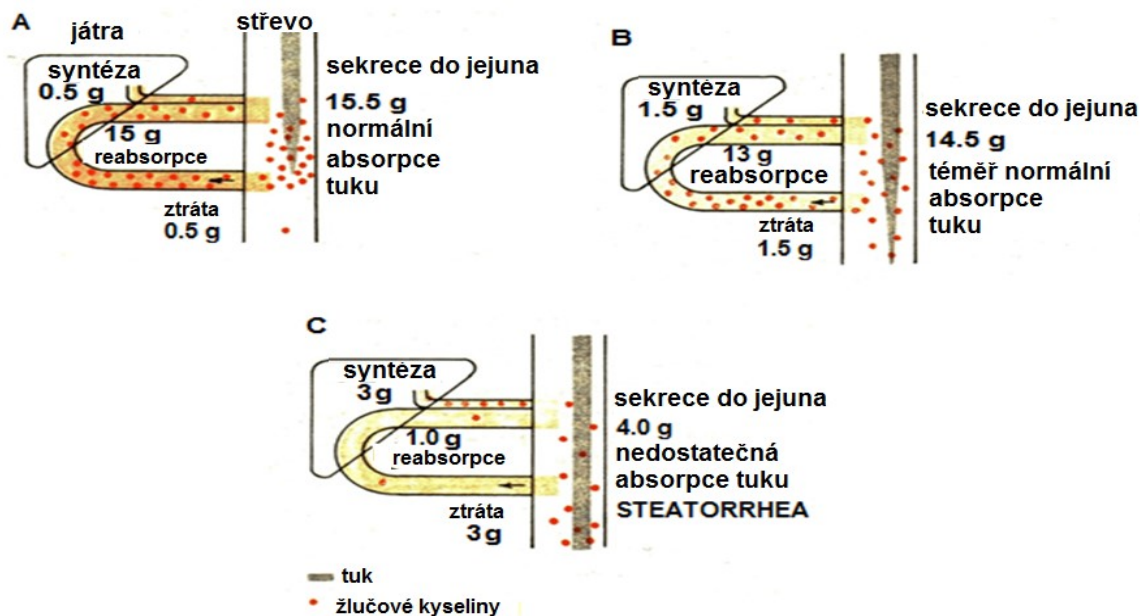 A
játra
střevo
syntéza
0.5 g
sekrece do jejuna
15.5 g
normální
absorpce
tuku
15 g
reabsorpce
ztráta
0.5 g
B
syntéza
1.5 g
sekrece do jejuna
14.5 g
téměř normální
absorpce
tuku
13 g
reabsorpce
ztráta
1.5 g
C
syntéza
3 g
sekrece do jejuna
4.0 g
nedostatečná
absorpce tuku
STEATORRHEA
1.0 g
reabsorpce
ztráta
3 g
tuk
žlučové kyseliny